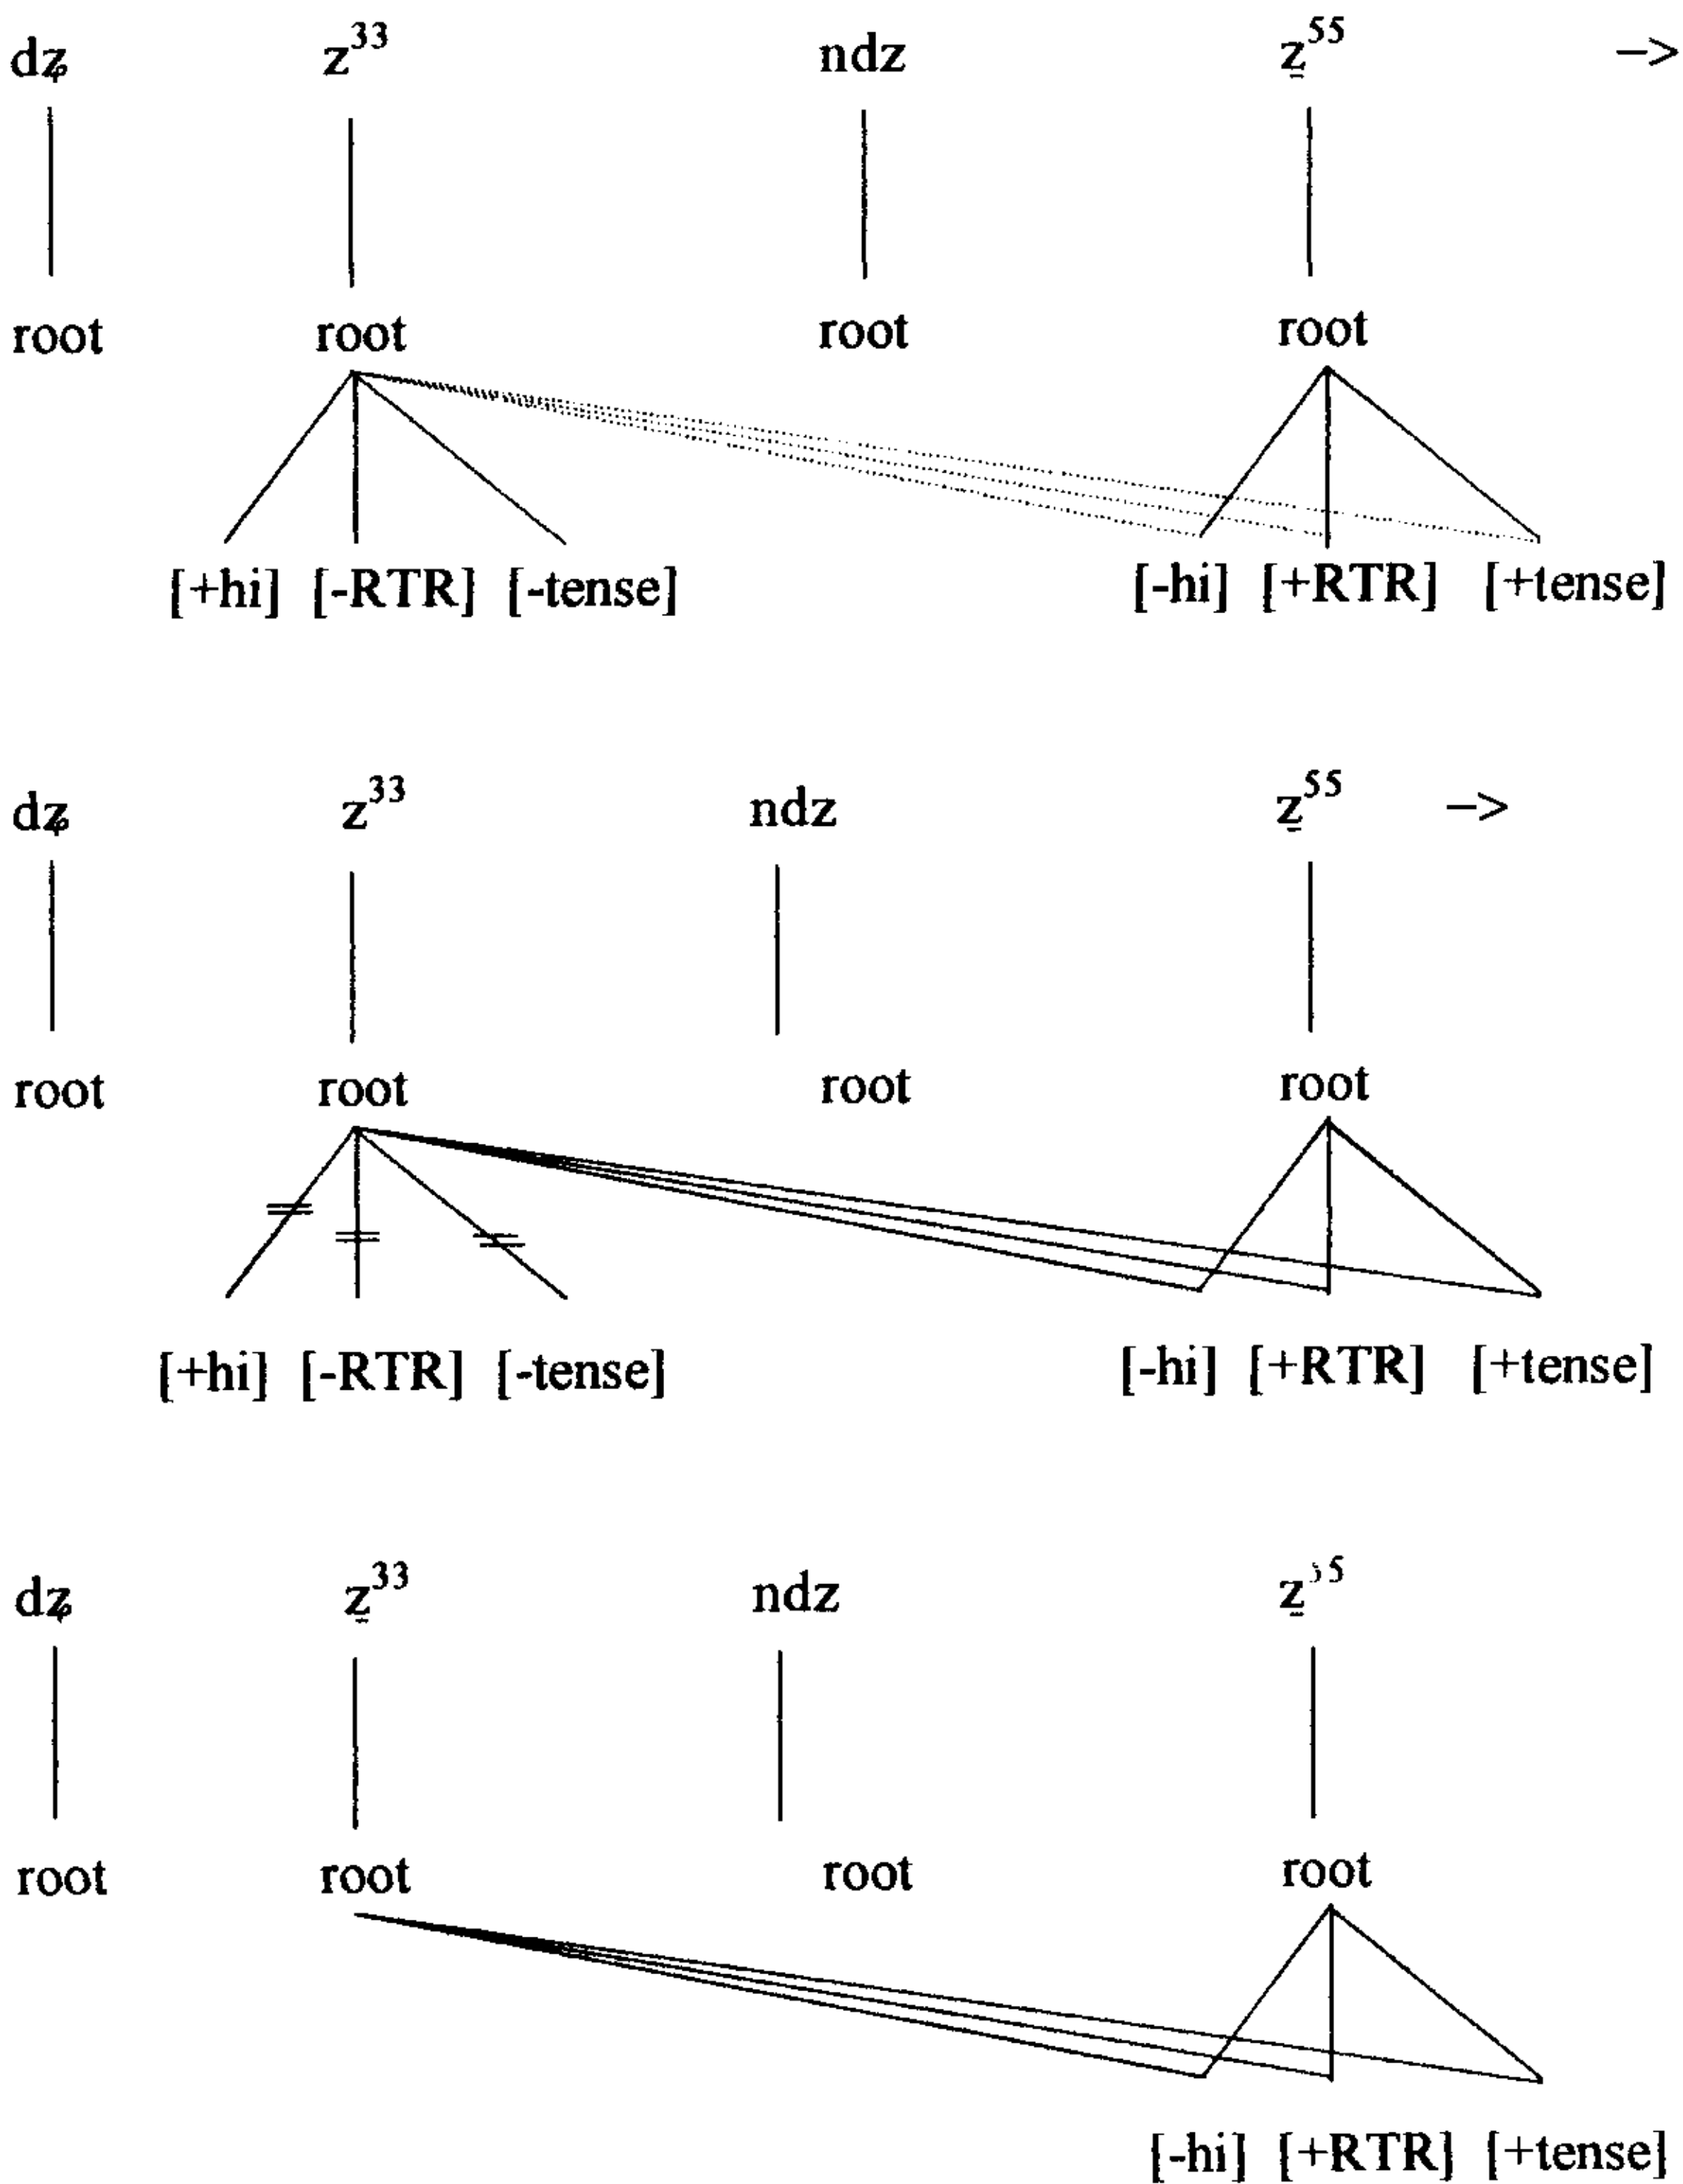 dʑ z³³ ndz z̲⁵⁵ –>
root root root root
[+hi] [-RTR] [-tense] [-hi] [+RTR] [+tense]
dʑ z³³ ndz z̲⁵⁵ –>
root root root root
[+hi] [-RTR] [-tense] [-hi] [+RTR] [+tense]
dʑ z̲³³ ndz z̲⁵⁵
root root root root
[-hi] [+RTR] [+tense]